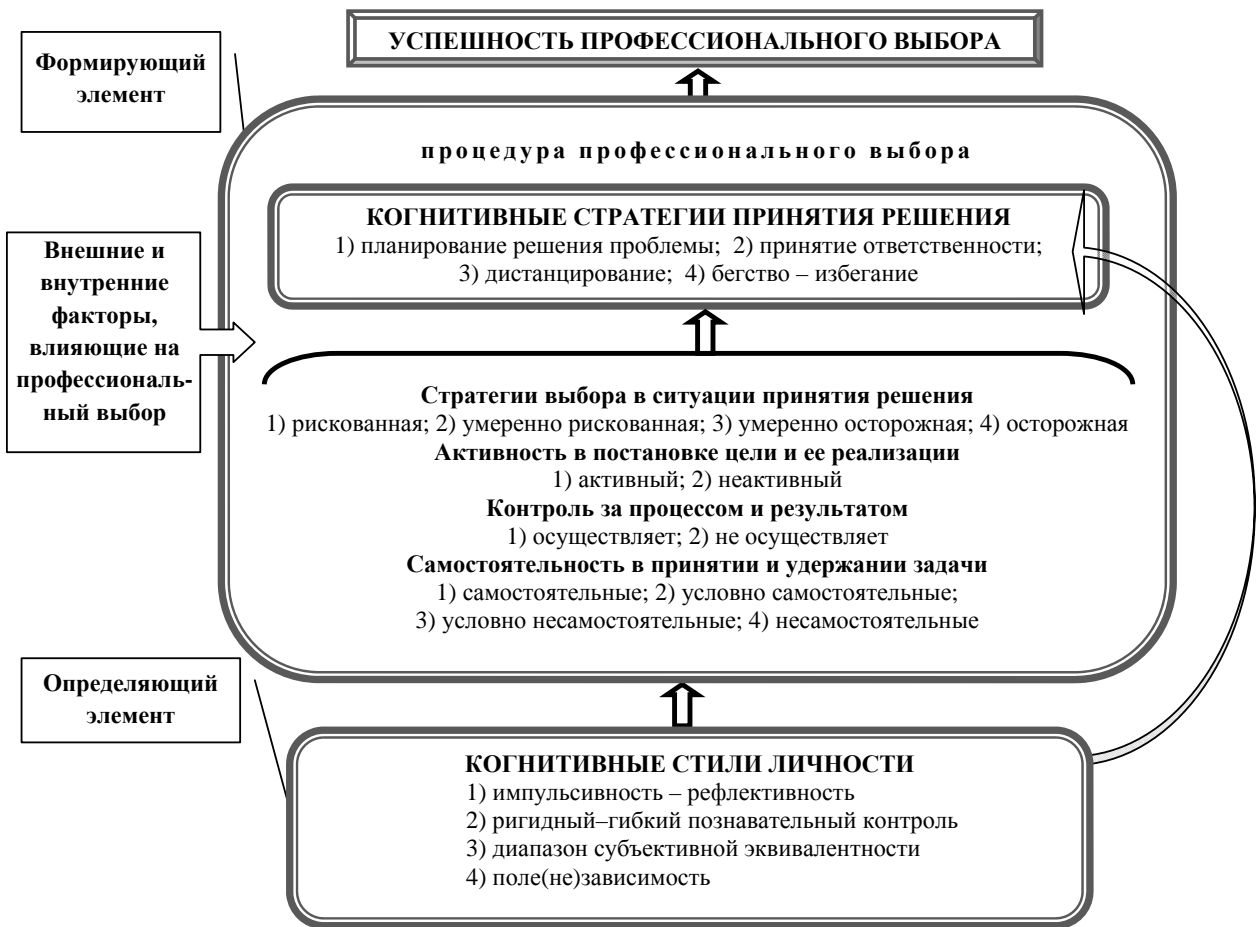 УСПЕШНОСТЬ ПРОФЕССИОНАЛЬНОГО ВЫБОРА
Формирующий
элемент
процедура профессионального выбора
КОГНИТИВНЫЕ СТРАТЕГИИ ПРИНЯТИЯ РЕШЕНИЯ
1) планирование решения проблемы; 2) принятие ответственности;
3) дистанцирование; 4) бегство – избегание
Внешние и
внутренние
факторы,
влияющие на
профессиональ-
ный выбор
Стратегии выбора в ситуации принятия решения
1) рискованная; 2) умеренно рискованная; 3) умеренно осторожная; 4) осторожная
Активность в постановке цели и ее реализации
1) активный; 2) неактивный
Контроль за процессом и результатом
1) осуществляет; 2) не осуществляет
Самостоятельность в принятии и удержании задачи
1) самостоятельные; 2) условно самостоятельные;
3) условно несамостоятельные; 4) несамостоятельные
Определяющий
элемент
КОГНИТИВНЫЕ СТИЛИ ЛИЧНОСТИ
1) импульсивность – рефлективность
2) ригидный–гибкий познавательный контроль
3) диапазон субъективной эквивалентности
4) поле(не)зависимость